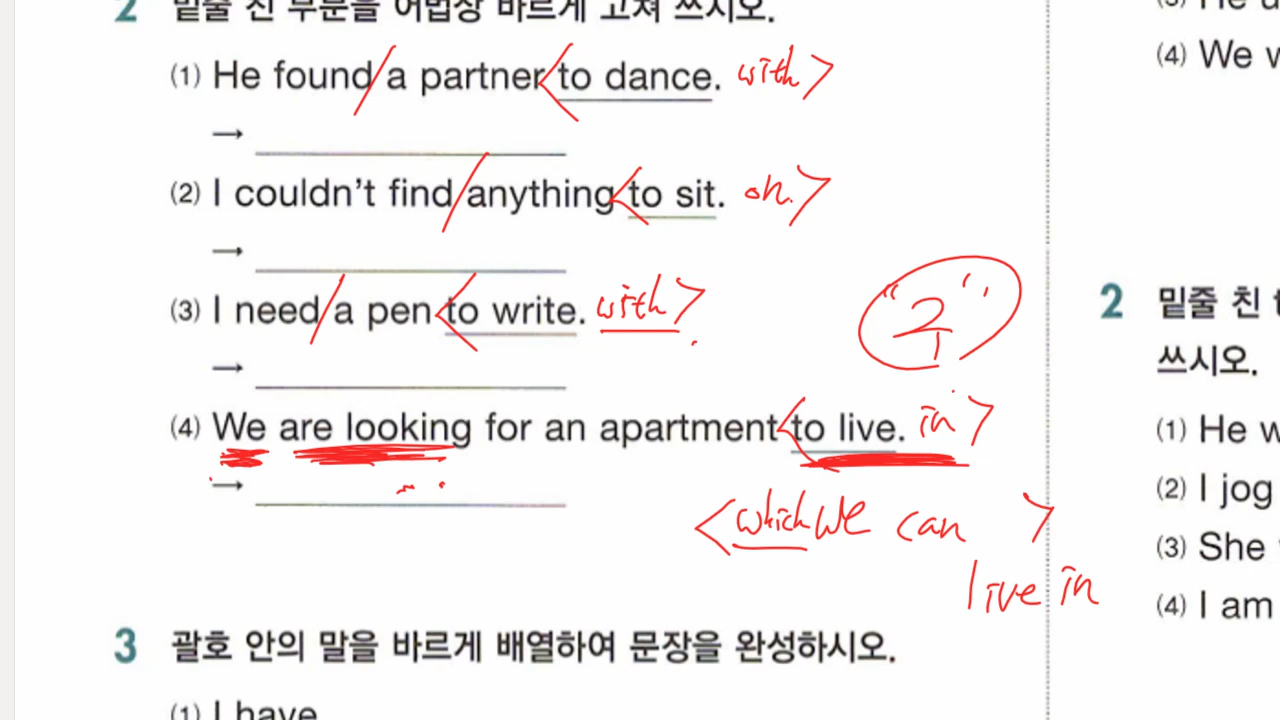 2 밑줄 친 부분을 어법상 바르게 고쳐 쓰시오.
(1) He found / a partner < to dance. with >
→
(2) I couldn't find / anything < to sit. on. >
→
(3) I need / a pen < to write. with >
→
(4) We are looking for an apartment < to live. in >
→
< which we can live in >
3 괄호 안의 말을 바르게 배열하여 문장을 완성하시오.
(1) I have
(4) We w
2 밑줄 친 t
쓰시오.
(1) He w
(2) I jog
(3) She
(4) I am